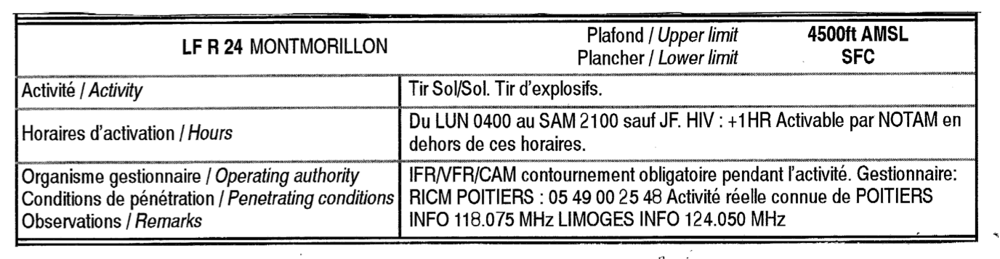 LF R 24 MONTMORILLON
Plafond / Upper limit 4500ft AMSL
Plancher / Lower limit SFC
Activité / Activity
Tir Sol/Sol. Tir d'explosifs.
Horaires d'activation / Hours
Du LUN 0400 au SAM 2100 sauf JF. HIV : +1HR Activable par NOTAM en
dehors de ces horaires.
Organisme gestionnaire / Operating authority
Conditions de pénétration / Penetrating conditions
Observations / Remarks
IFR/VFR/CAM contournement obligatoire pendant l'activité. Gestionnaire:
RICM POITIERS : 05 49 00 25 48 Activité réelle connue de POITIERS
INFO 118.075 MHz LIMOGES INFO 124.050 MHz